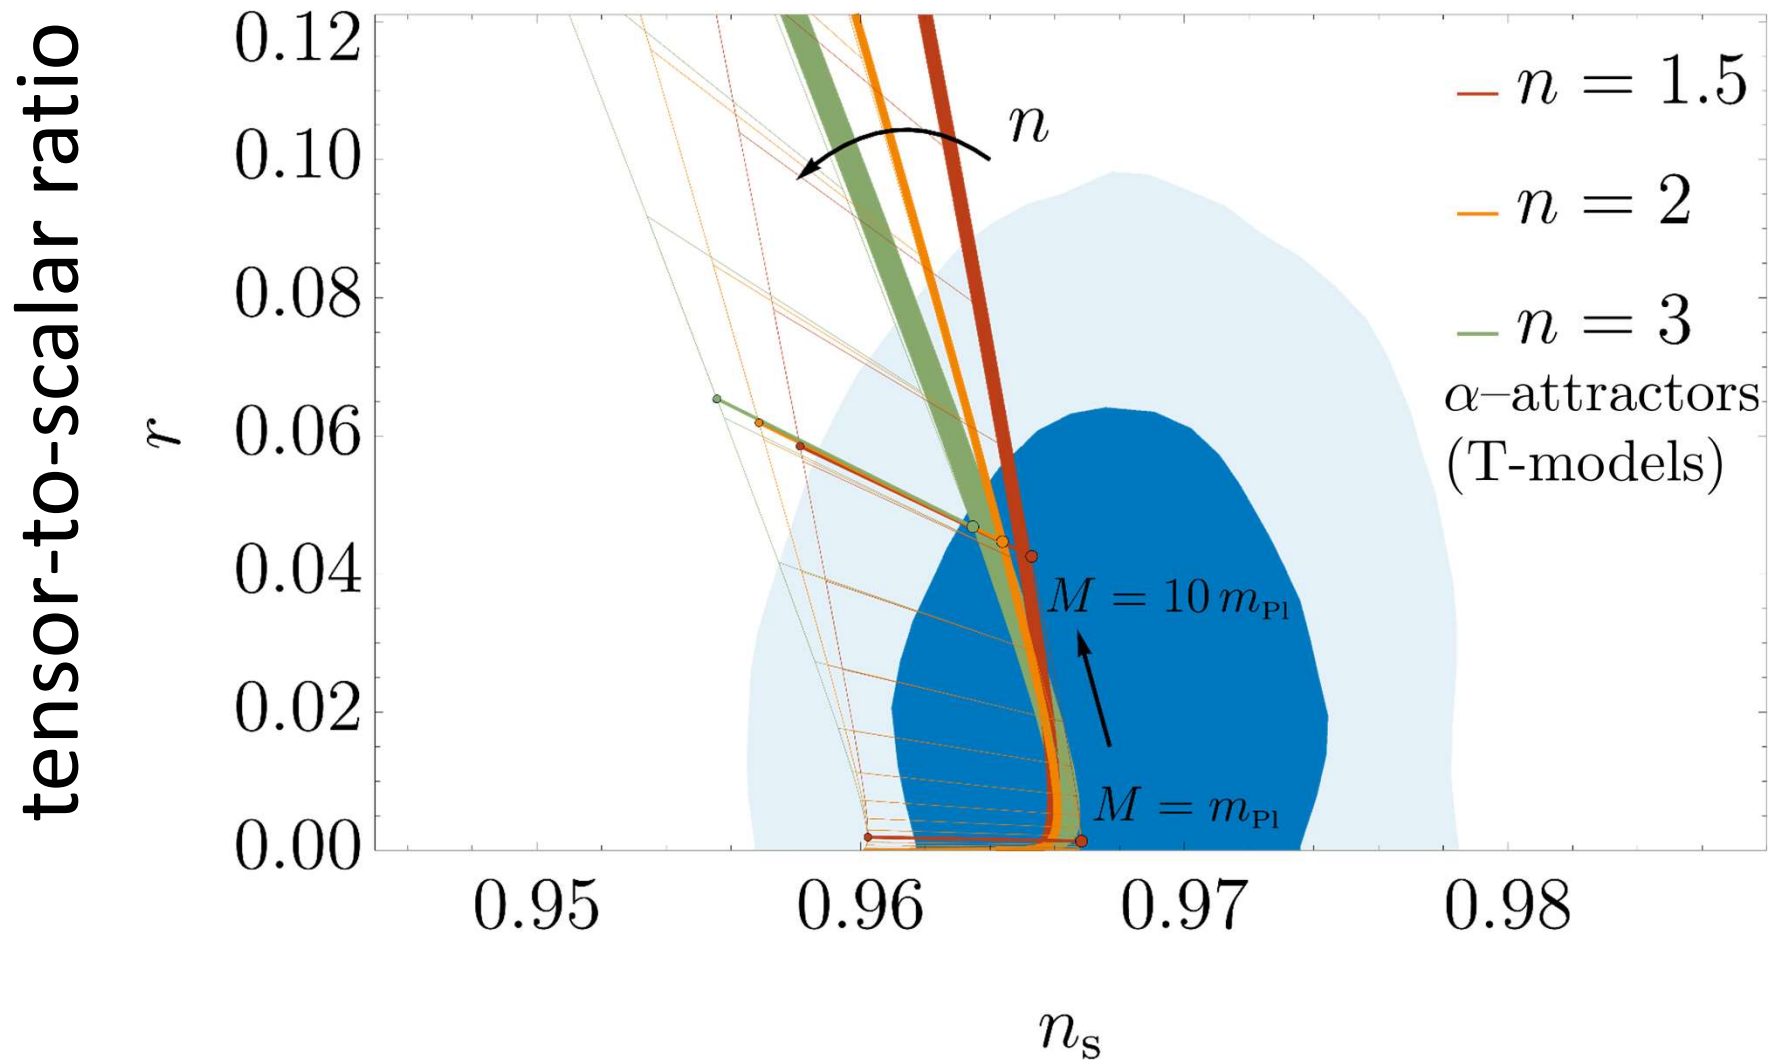 tensor-to-scalar ratio
r
0.12
0.10
0.08
0.06
0.04
0.02
0.00
0.95 0.96 0.97 0.98
n_s
n
n = 1.5
n = 2
n = 3
α–attractors
(T-models)
M = 10 m_Pl
M = m_Pl